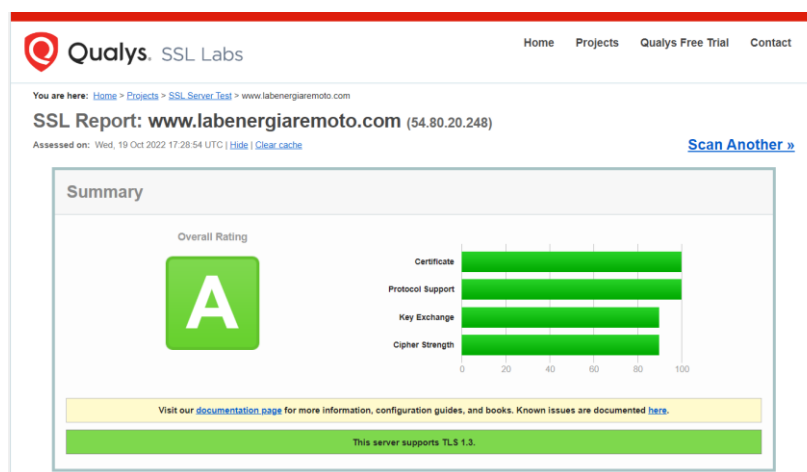 Qualys. SSL Labs
Home Projects Qualys Free Trial Contact
You are here: Home > Projects > SSL Server Test > www.labenergiaremoto.com
SSL Report: www.labenergiaremoto.com (54.80.20.248)
Assessed on: Wed, 19 Oct 2022 17:28:54 UTC | Hide | Clear cache
Scan Another »
Summary
Overall Rating
A
Certificate
Protocol Support
Key Exchange
Cipher Strength
0 20 40 60 80 100
Visit our documentation page for more information, configuration guides, and books. Known issues are documented here.
This server supports TLS 1.3.